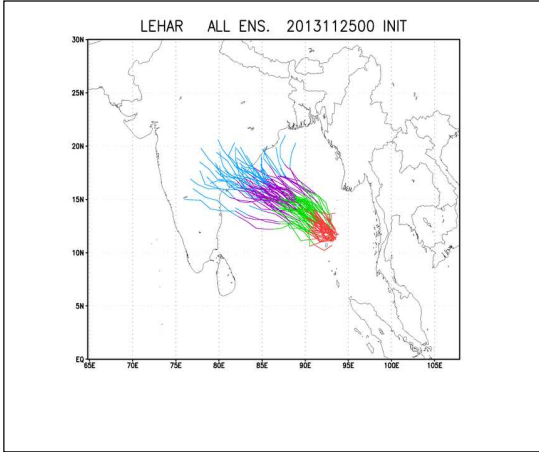 LEHAR ALL ENS. 2013112500 INIT
30N
25N
20N
15N
10N
5N
EQ
65E 70E 75E 80E 85E 90E 95E 100E 105E